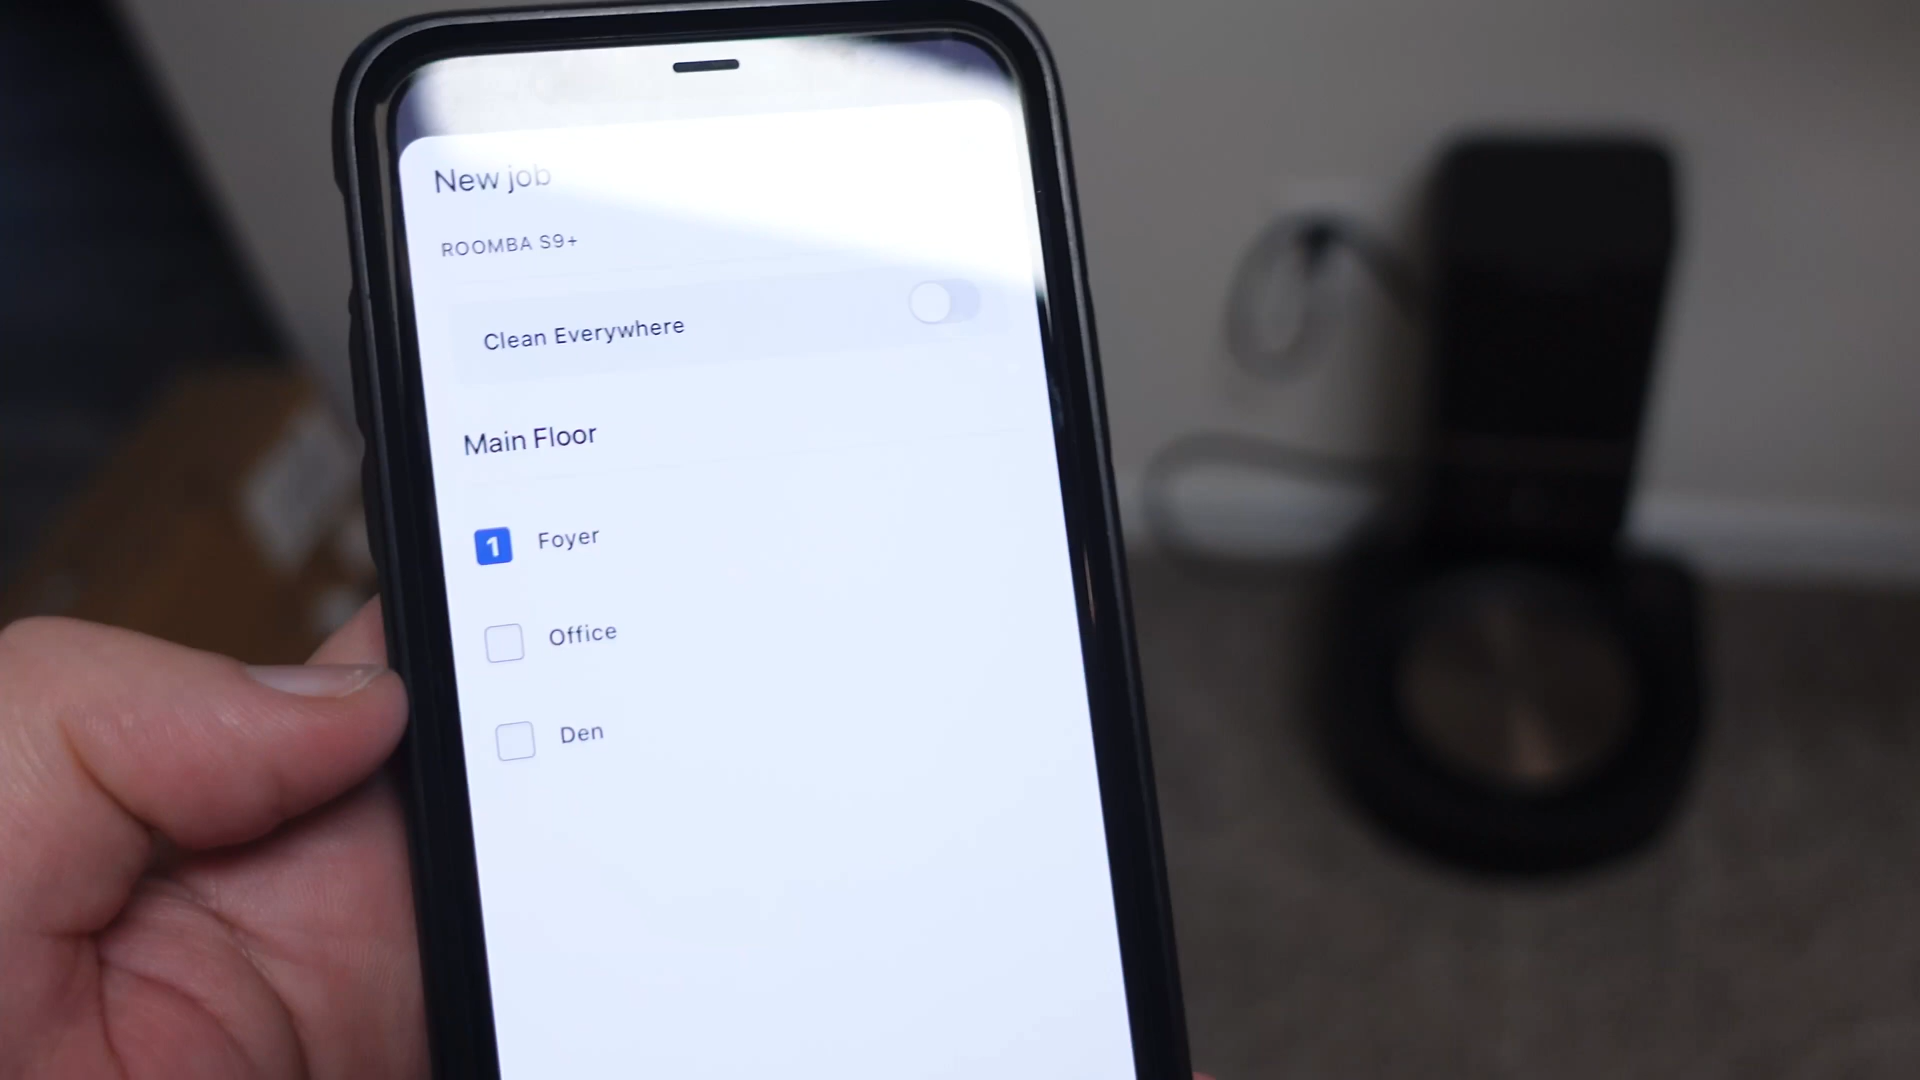 New job
ROOMBA S9+
Clean Everywhere
Main Floor
1 Foyer
Office
Den